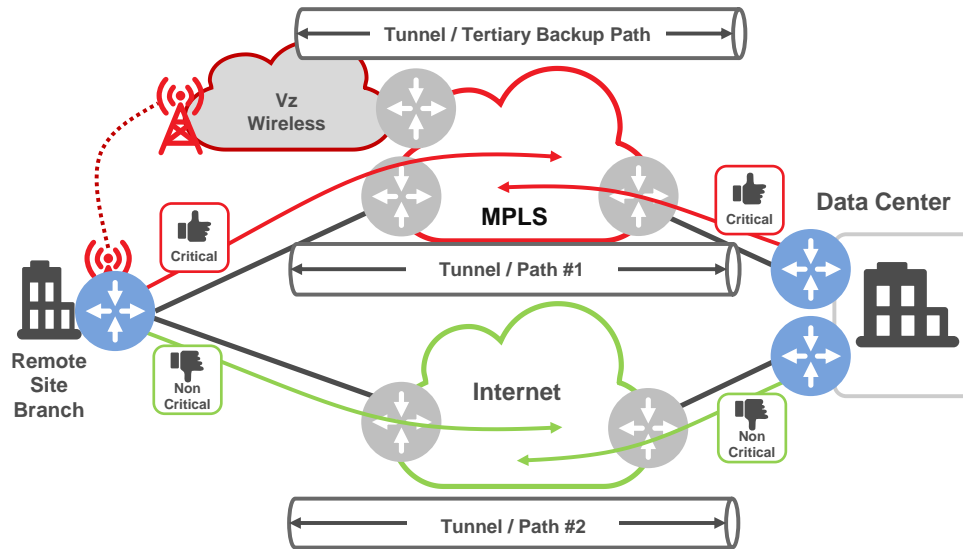 Tunnel / Tertiary Backup Path
Vz
Wireless
Critical
MPLS
Critical
Data Center
Tunnel / Path #1
Remote
Site
Branch
Non
Critical
Internet
Non
Critical
Tunnel / Path #2